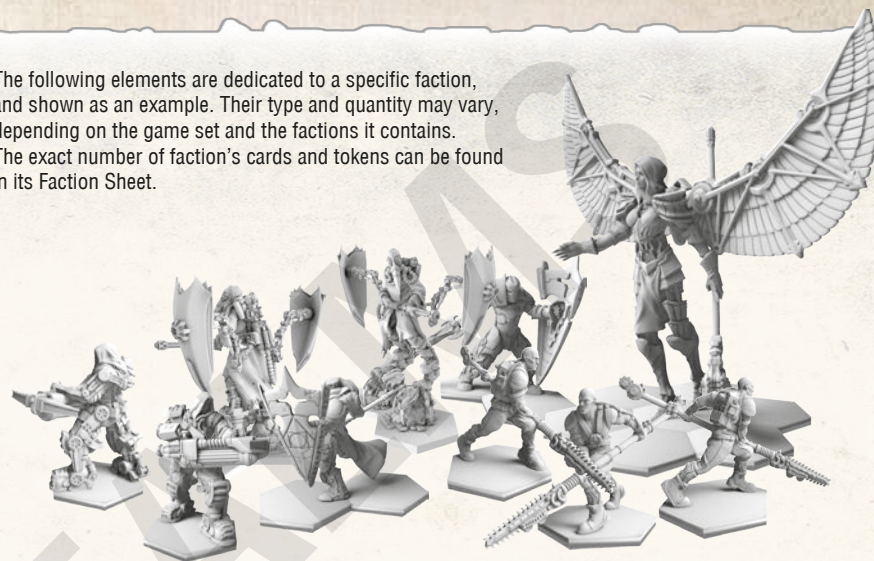 The following elements are dedicated to a specific faction,
and shown as an example. Their type and quantity may vary,
depending on the game set and the factions it contains.
The exact number of faction's cards and tokens can be found
in its Faction Sheet.